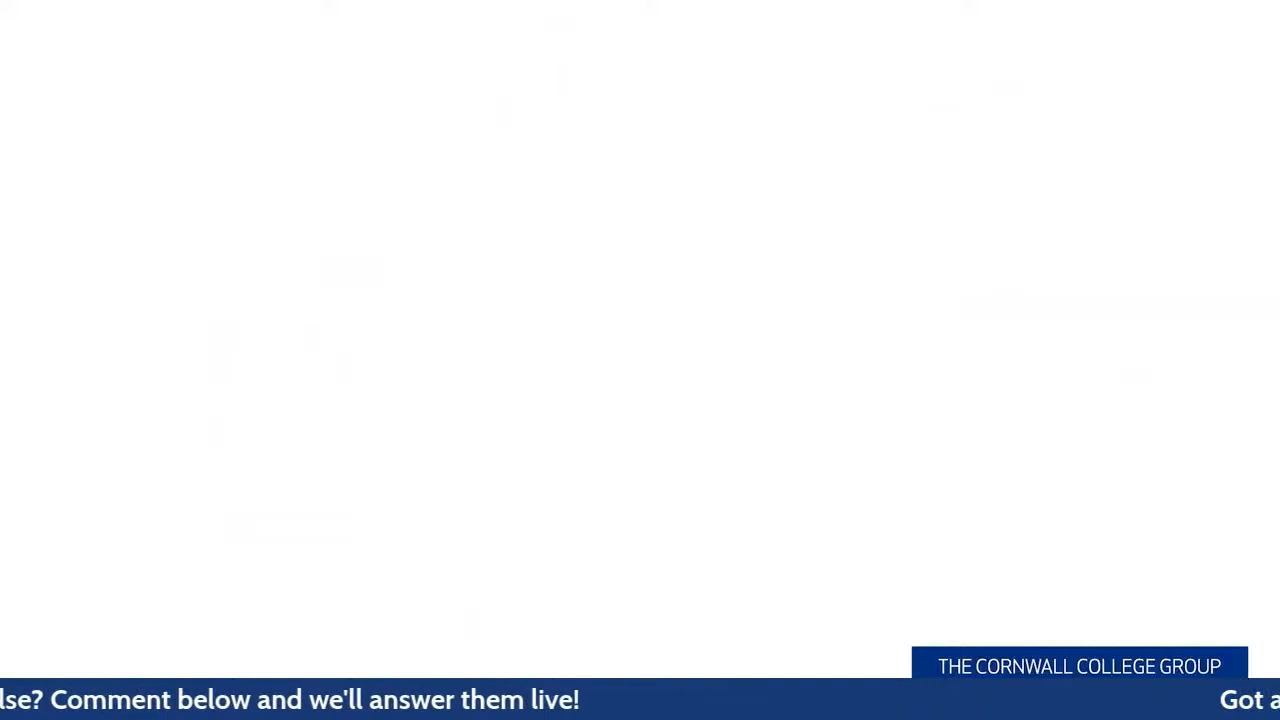 THE CORNWALL COLLEGE GROUP
lse? Comment below and we'll answer them live!
Got a